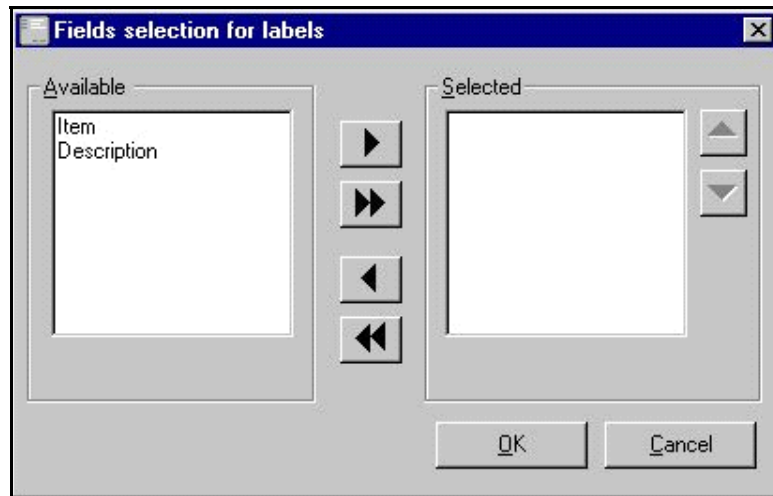 Fields selection for labels
Available
Selected
Item
Description
OK
Cancel